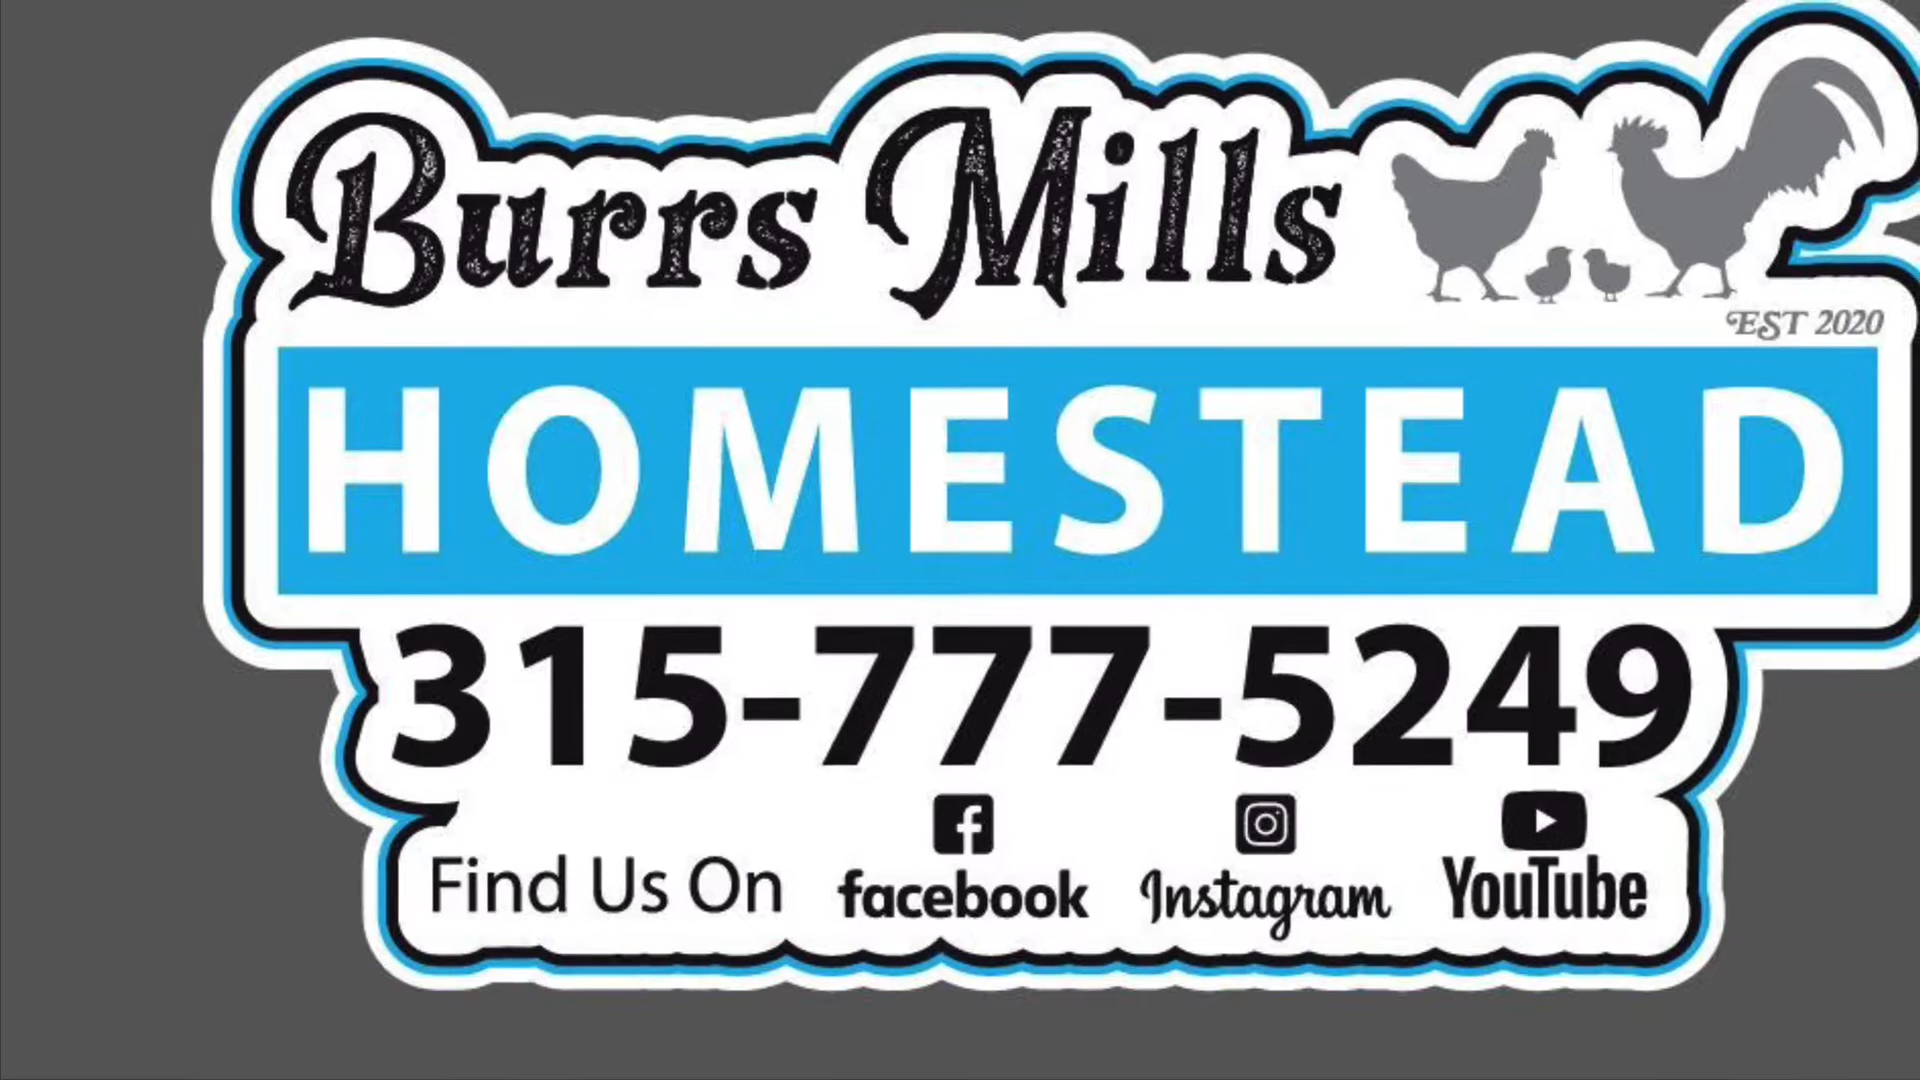 Burrs Mills
EST 2020
HOMESTEAD
315-777-5249
Find Us On facebook Instagram YouTube